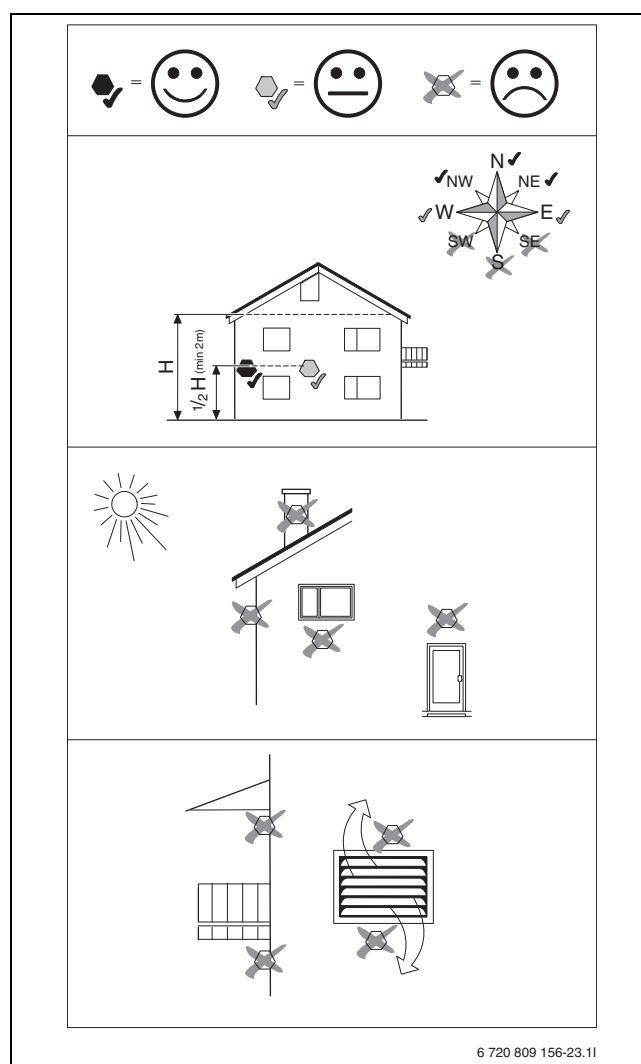 = = =
N
NW NE
W E
SW SE
S
H
1/2 H (min 2m)
6 720 809 156-23.1I